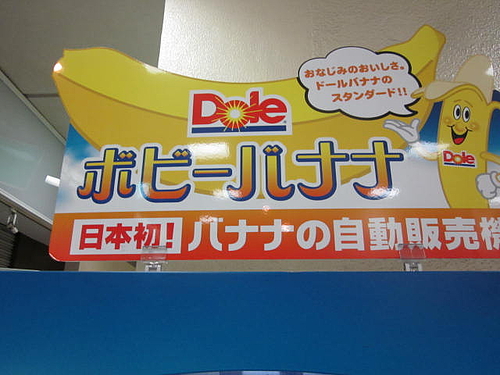 おなじみのおいしさ。
ドールバナナの
スタンダード!!
Dole
ボビーバナナ
Dole
日本初! バナナの自動販売機